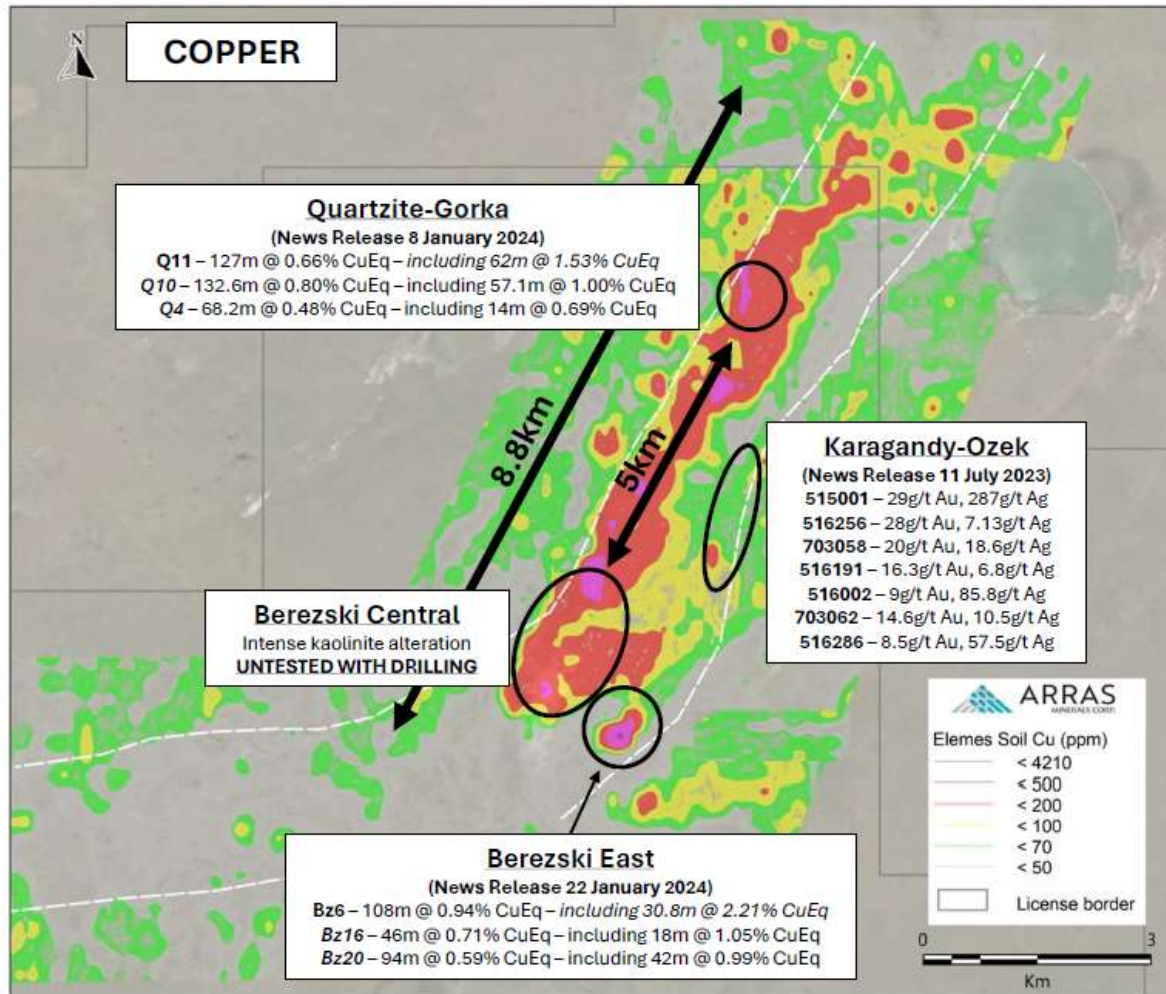 N
COPPER
Quartzite-Gorka
(News Release 8 January 2024)
Q11 – 127m @ 0.66% CuEq – including 62m @ 1.53% CuEq
Q10 – 132.6m @ 0.80% CuEq – including 57.1m @ 1.00% CuEq
Q4 – 68.2m @ 0.48% CuEq – including 14m @ 0.69% CuEq
8.8km
5km
Karagandy-Ozek
(News Release 11 July 2023)
515001 – 29g/t Au, 287g/t Ag
516256 – 28g/t Au, 7.13g/t Ag
703058 – 20g/t Au, 18.6g/t Ag
516191 – 16.3g/t Au, 6.8g/t Ag
516002 – 9g/t Au, 85.8g/t Ag
703062 – 14.6g/t Au, 10.5g/t Ag
516286 – 8.5g/t Au, 57.5g/t Ag
Berezski Central
Intense kaolinite alteration
UNTESTED WITH DRILLING
Berezski East
(News Release 22 January 2024)
Bz6 – 108m @ 0.94% CuEq – including 30.8m @ 2.21% CuEq
Bz16 – 46m @ 0.71% CuEq – including 18m @ 1.05% CuEq
Bz20 – 94m @ 0.59% CuEq – including 42m @ 0.99% CuEq
ARRAS
MINERALS CORP.
Elemes Soil Cu (ppm)
< 4210
< 500
< 200
< 100
< 70
< 50
License border
0 3
Km